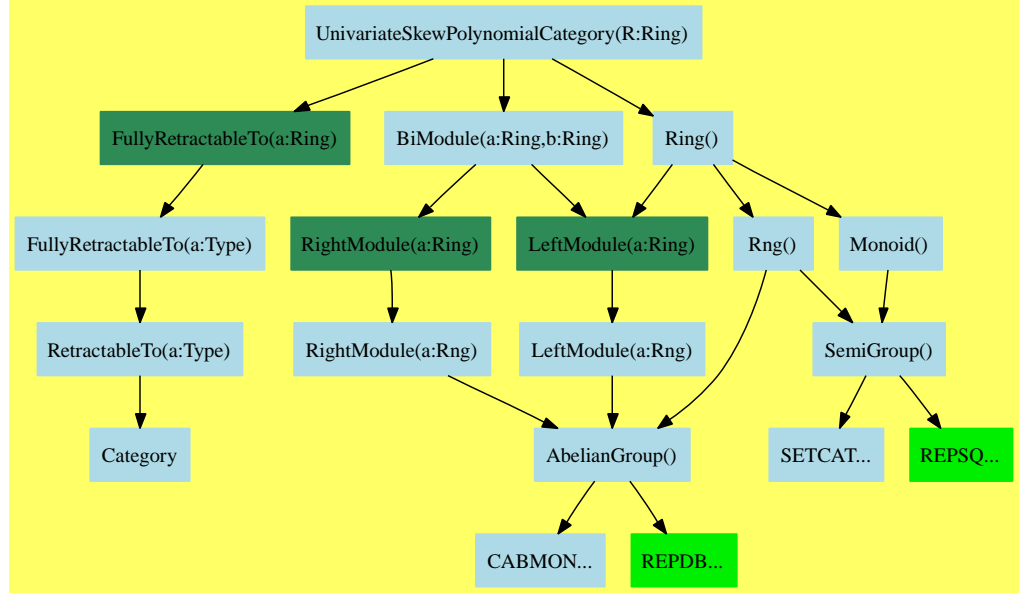 UnivariateSkewPolynomialCategory(R:Ring)
FullyRetractableTo(a:Ring)
BiModule(a:Ring,b:Ring)
Ring()
FullyRetractableTo(a:Type)
RightModule(a:Ring)
LeftModule(a:Ring)
Rng()
Monoid()
RetractableTo(a:Type)
RightModule(a:Rng)
LeftModule(a:Rng)
SemiGroup()
Category
AbelianGroup()
SETCAT...
REPSQ...
CABMON...
REPDB...